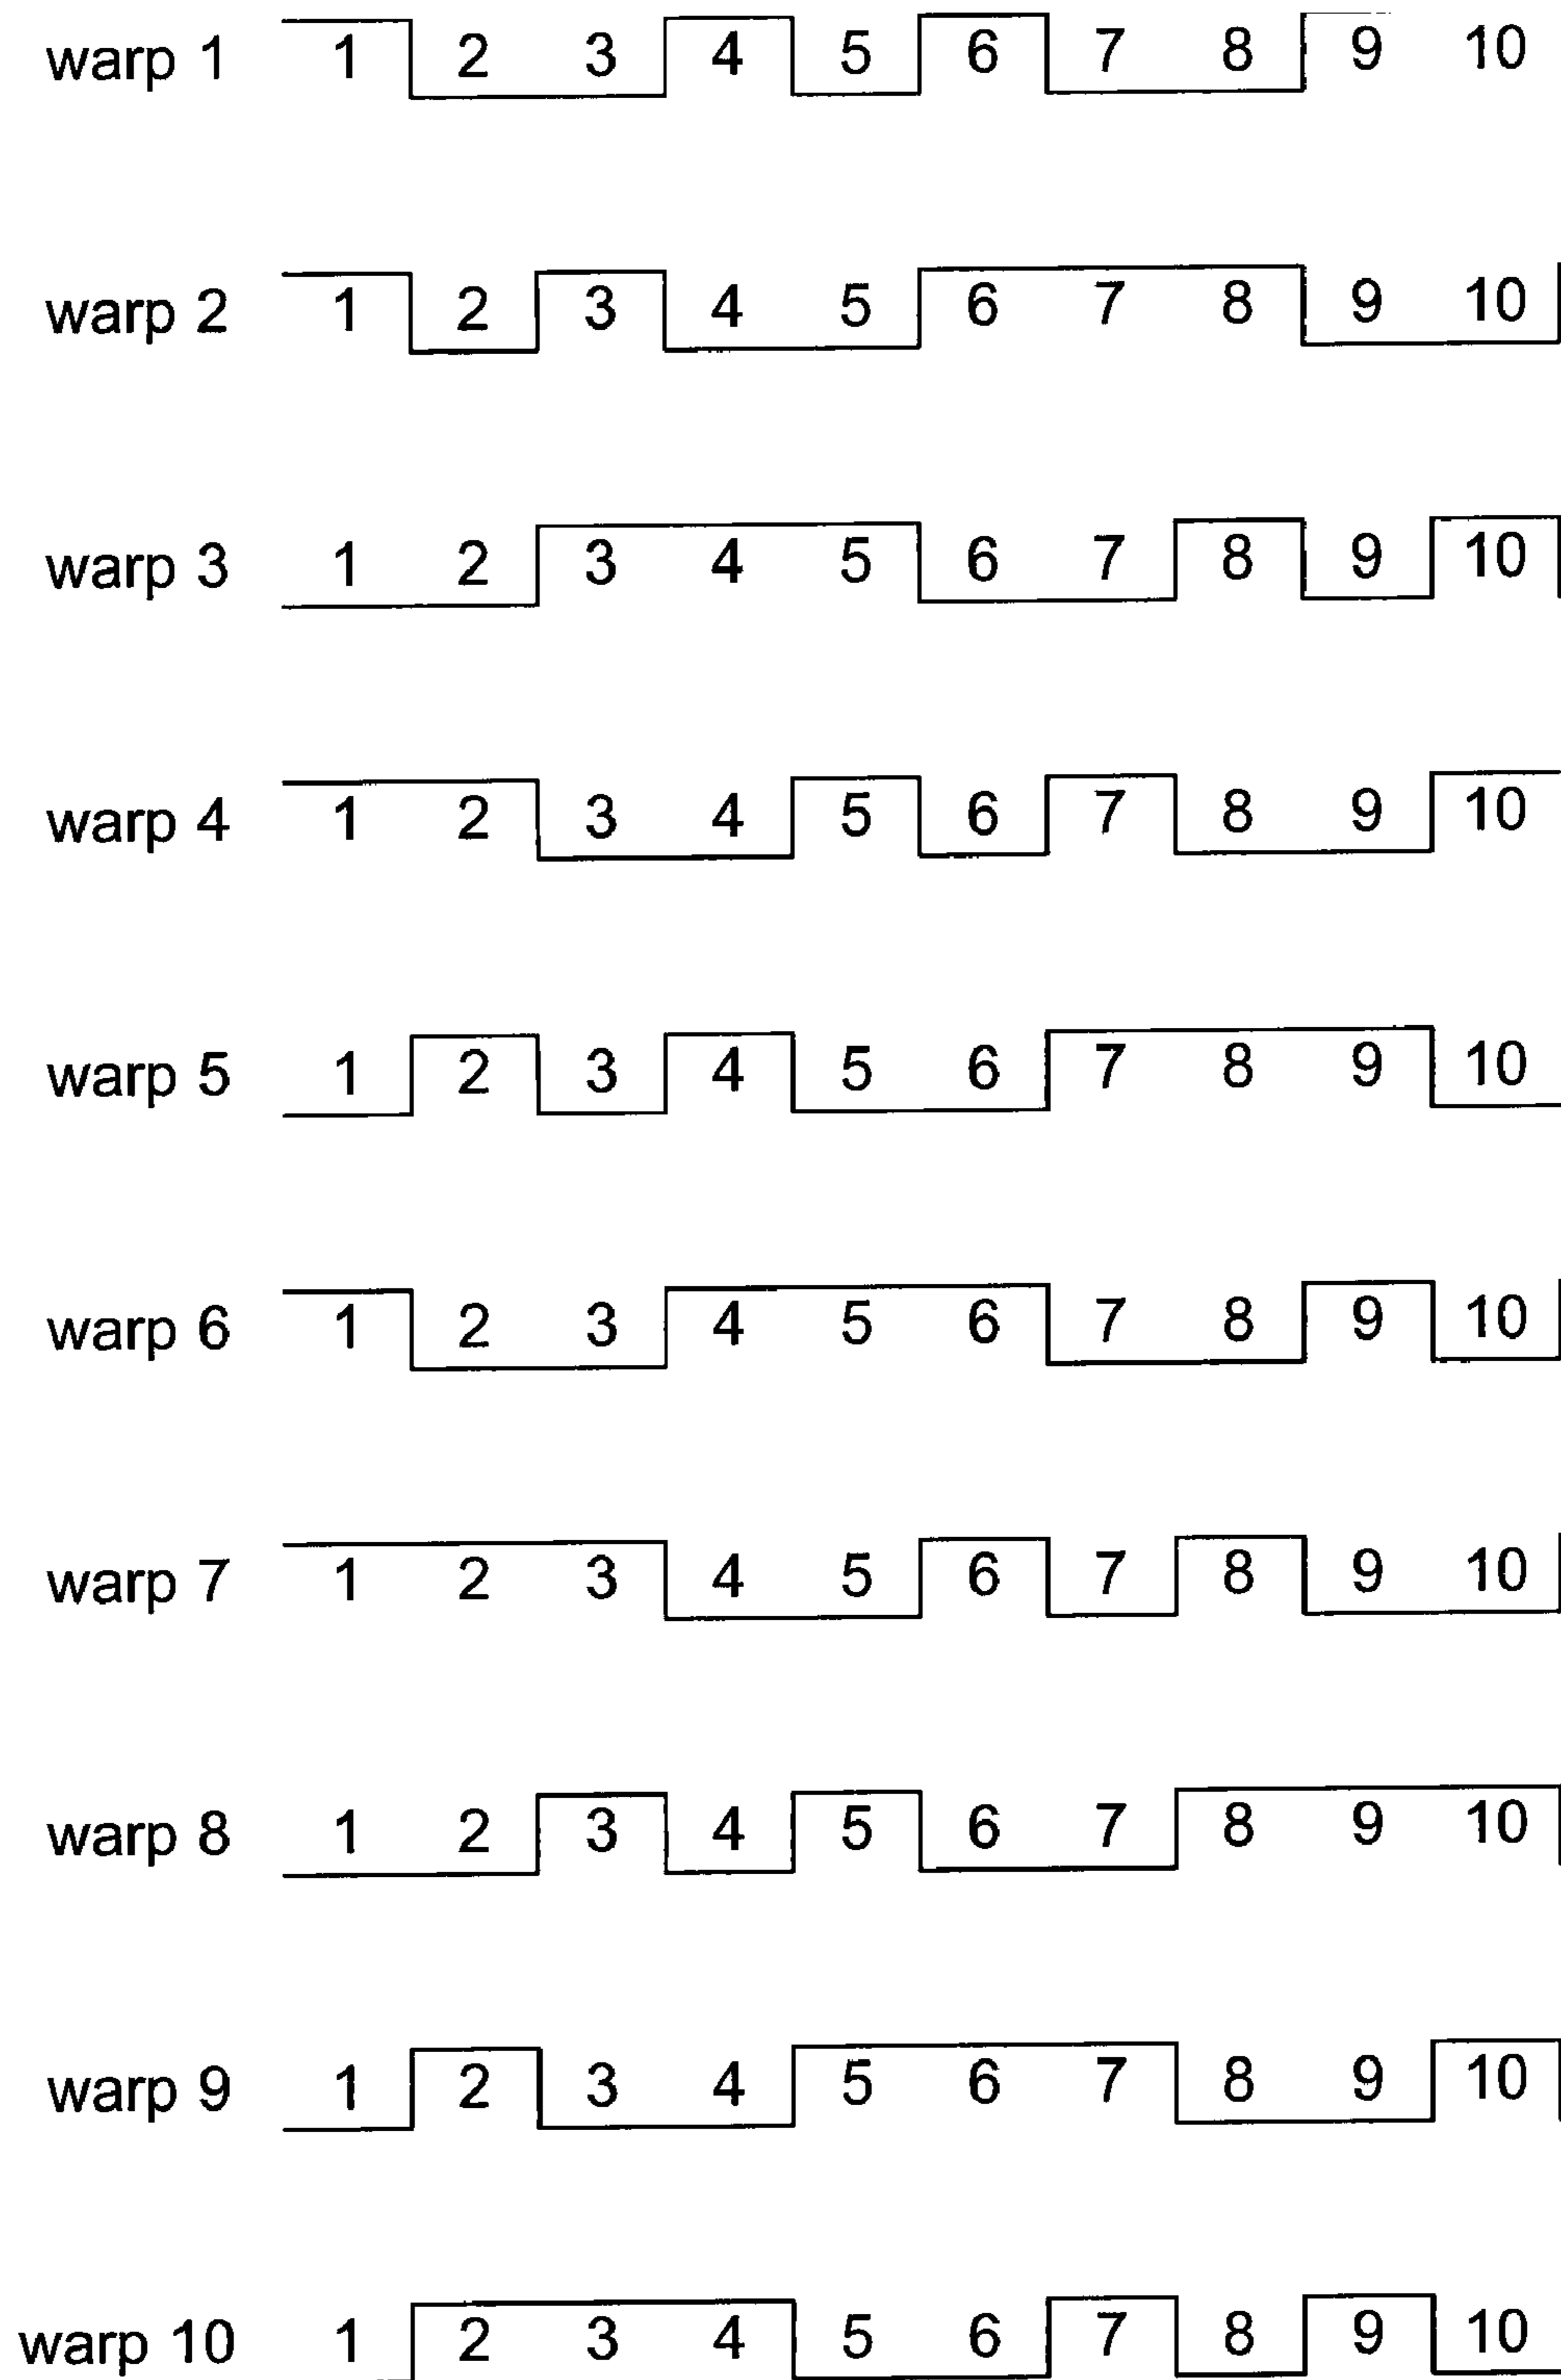 warp 1 1 2 3 4 5 6 7 8 9 10
warp 2 1 2 3 4 5 6 7 8 9 10
warp 3 1 2 3 4 5 6 7 8 9 10
warp 4 1 2 3 4 5 6 7 8 9 10
warp 5 1 2 3 4 5 6 7 8 9 10
warp 6 1 2 3 4 5 6 7 8 9 10
warp 7 1 2 3 4 5 6 7 8 9 10
warp 8 1 2 3 4 5 6 7 8 9 10
warp 9 1 2 3 4 5 6 7 8 9 10
warp 10 1 2 3 4 5 6 7 8 9 10